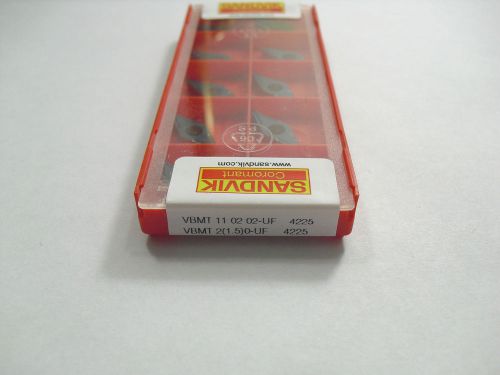 SANDVIK
Coromant
www.sandvik.com
VBMT 11 02 02-UF 4225
VBMT 2(1.5)0-UF 4225